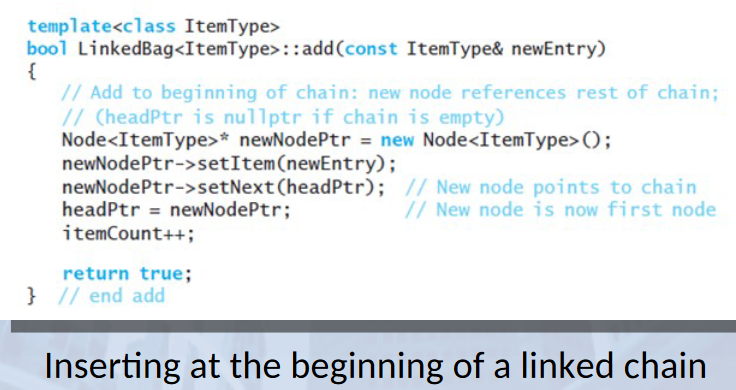 template<class ItemType>
bool LinkedBag<ItemType>::add(const ItemType& newEntry)
{
// Add to beginning of chain: new node references rest of chain;
// (headPtr is nullptr if chain is empty)
Node<ItemType>* newNodePtr = new Node<ItemType>();
newNodePtr->setItem(newEntry);
newNodePtr->setNext(headPtr); // New node points to chain
headPtr = newNodePtr; // New node is now first node
itemCount++;
return true;
} // end add
Inserting at the beginning of a linked chain